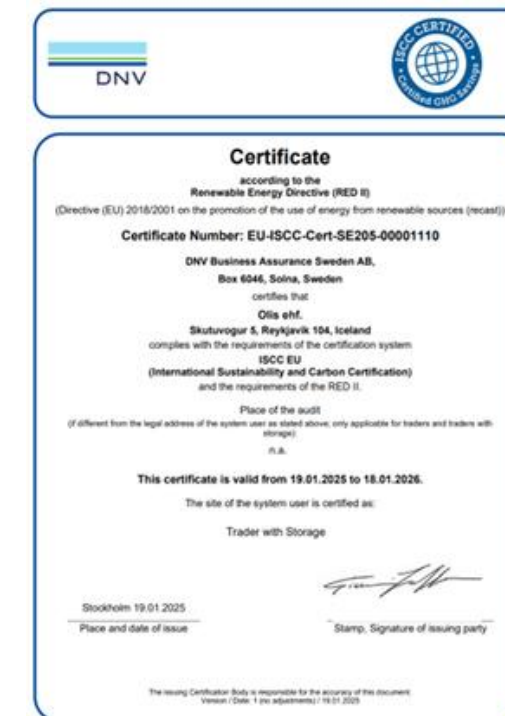 DNV
ISCC CERTIFIED
Certified GHG Savings
Certificate
according to the
Renewable Energy Directive (RED II)
(Directive (EU) 2018/2001 on the promotion of the use of energy from renewable sources (recast))
Certificate Number: EU-ISCC-Cert-SE205-00001110
DNV Business Assurance Sweden AB,
Box 6046, Solna, Sweden
certifies that
Olis ehf.
Skutuvogur 5, Reykjavik 104, Iceland
complies with the requirements of the certification system
ISCC EU
(International Sustainability and Carbon Certification)
and the requirements of the RED II.
Place of the audit
(if different from the legal address of the system user as stated above; only applicable for traders and traders with
storage):
n.a.
This certificate is valid from 19.01.2025 to 18.01.2026.
The site of the system user is certified as:
Trader with Storage
Stockholm 19.01.2025
Place and date of issue
Stamp, Signature of issuing party
The issuing Certification Body is responsible for the accuracy of this document.
Version / Date: 1 (no adjustments) / 19.01.2025